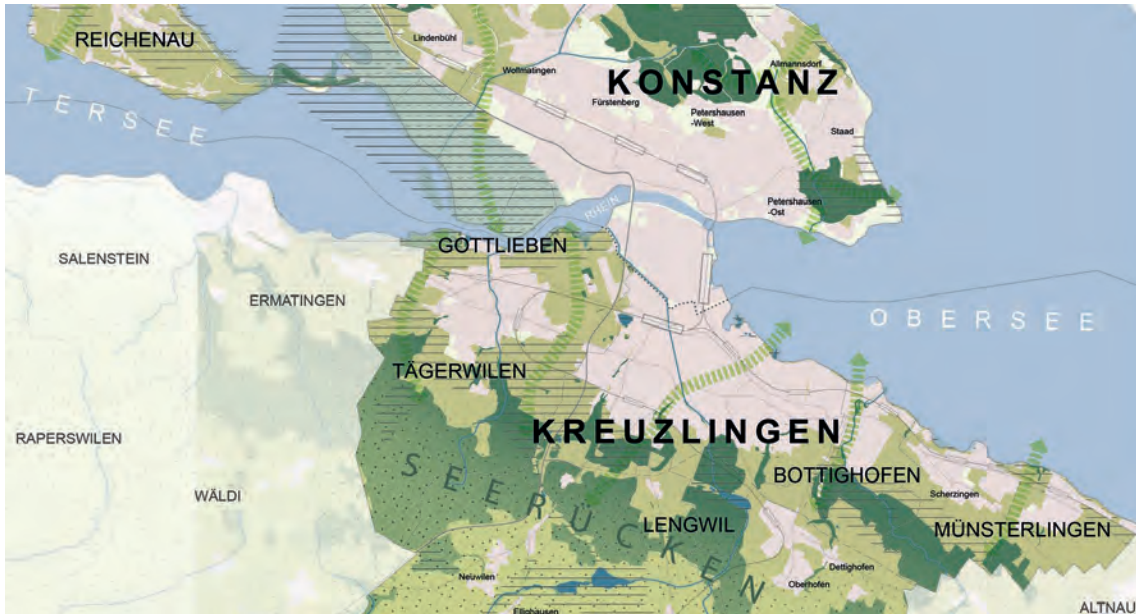 REICHENAU
Lindenbühl
Wollmatingen
Allmannsdorf
KONSTANZ
Fürstenberg
Petershausen
-West
Staad
TERSEE
Petershausen
-Ost
RHEIN
GOTTLIEBEN
SALENSTEIN
ERMATINGEN
OBERSEE
TÄGERWILEN
RAPERSWILEN
KREUZLINGEN
WÄLDI
SEERÜCKEN
BOTTIGHOFEN
Scherzingen
LENGWIL
MÜNSTERLINGEN
Neuwilen
Dettighofen
Oberhofen
Ellighausen
ALTNAU